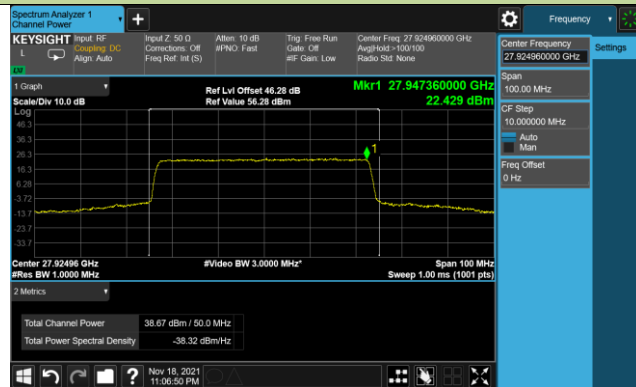 Spectrum Analyzer 1
Channel Power
Frequency
KEYSIGHT
L
Input: RF
Coupling: DC
Align: Auto
Input Z: 50 Ω
Corrections: Off
Freq Ref: Int (S)
Atten: 10 dB
#PNO: Fast
Trig: Free Run
Gate: Off
#IF Gain: Low
Center Freq: 27.924960000 GHz
Avg|Hold:>100/100
Radio Std: None
Center Frequency
27.924960000 GHz
Settings
Span
100.00 MHz
CF Step
10.000000 MHz
Auto
Man
Freq Offset
0 Hz
1 Graph
Scale/Div 10.0 dB
Ref Lvl Offset 46.28 dB
Ref Value 56.28 dBm
Mkr1 27.947360000 GHz
22.429 dBm
Log
46.3
36.3
26.3
16.3
6.28
-3.72
-13.7
-23.7
-33.7
1
Center 27.92496 GHz
#Video BW 3.0000 MHz*
Span 100 MHz
#Res BW 1.0000 MHz
Sweep 1.00 ms (1001 pts)
2 Metrics
Total Channel Power 38.67 dBm / 50.0 MHz
Total Power Spectral Density -38.32 dBm/Hz
?
Nov 18, 2021
11:06:50 PM